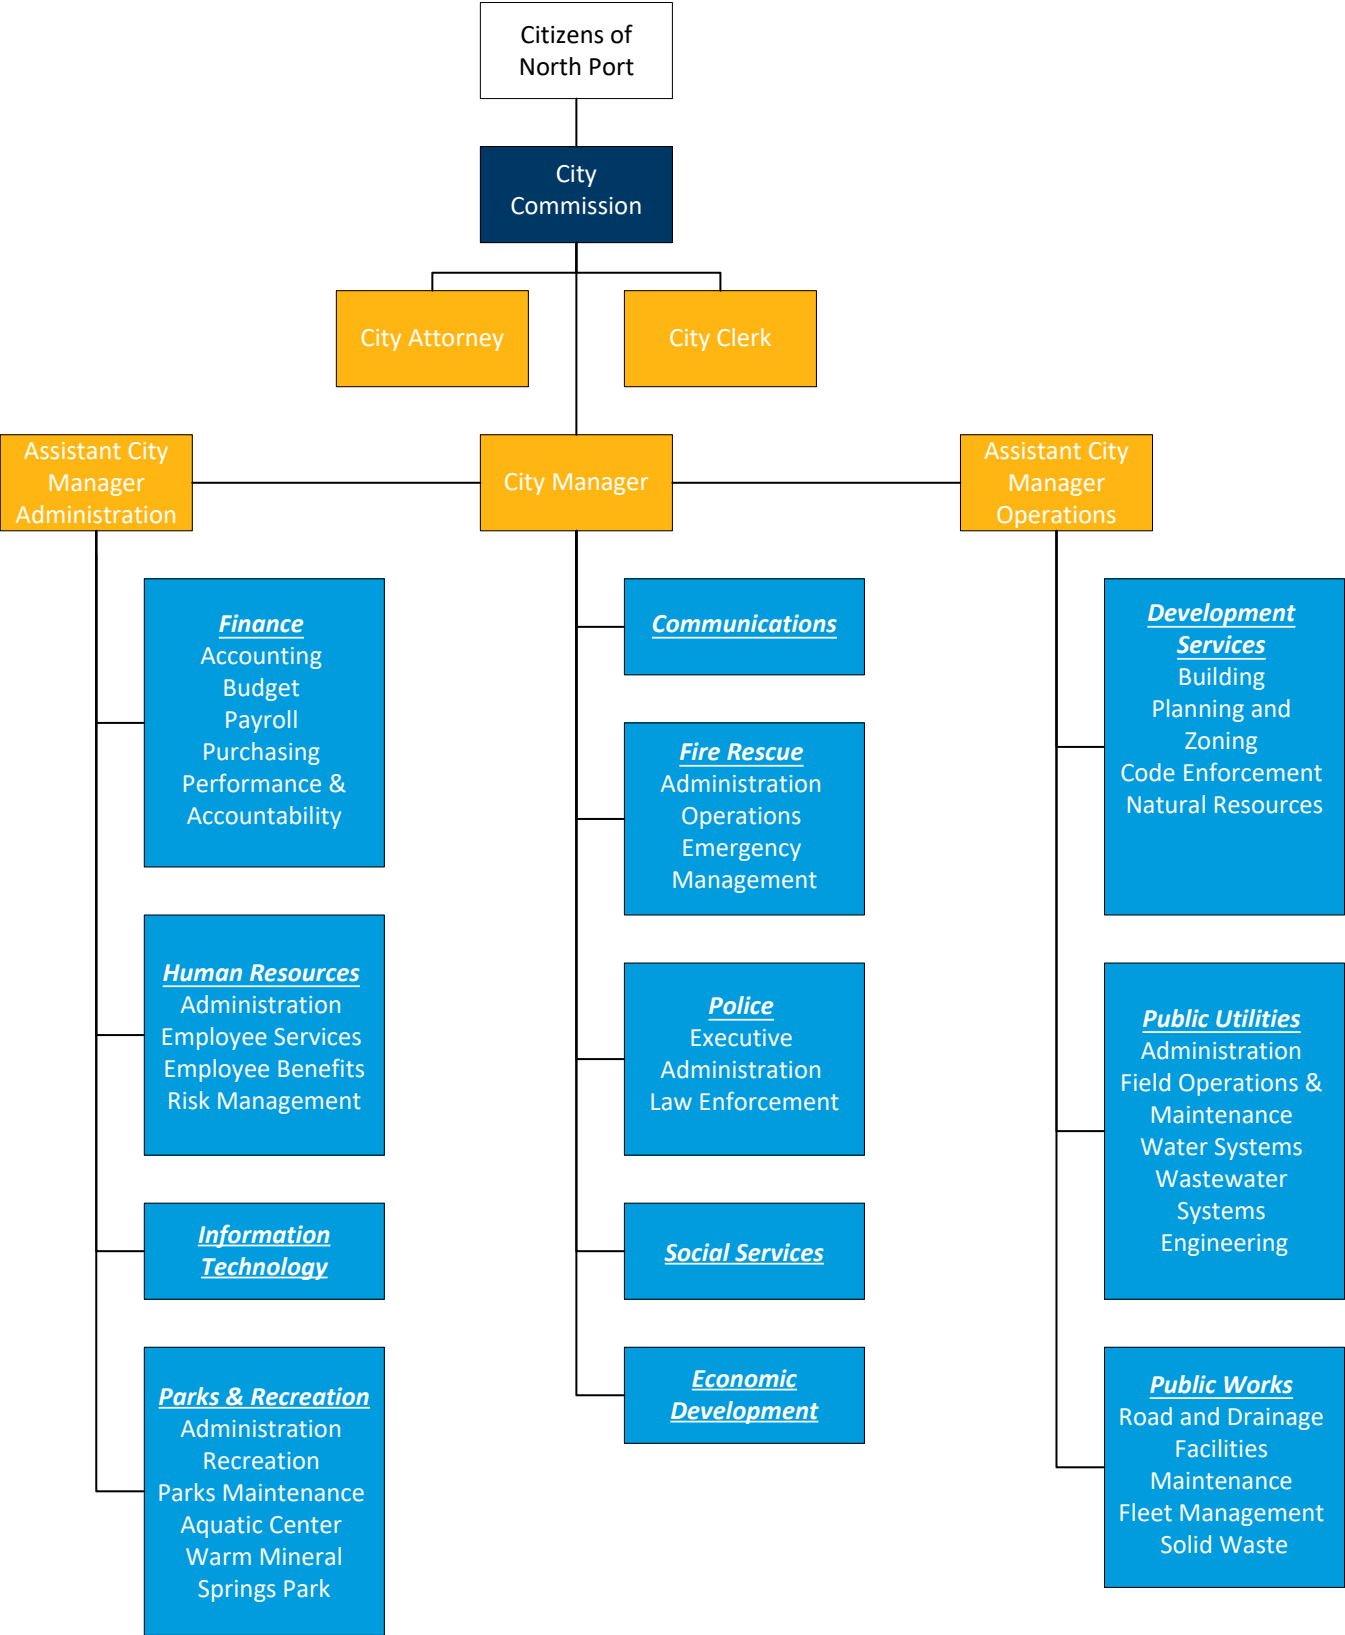 Citizens of
North Port
City
Commission
City Attorney
City Clerk
Assistant City
Manager
Administration
City Manager
Assistant City
Manager
Operations
Finance
Accounting
Budget
Payroll
Purchasing
Performance &
Accountability
Human Resources
Administration
Employee Services
Employee Benefits
Risk Management
Information
Technology
Parks & Recreation
Administration
Recreation
Parks Maintenance
Aquatic Center
Warm Mineral
Springs Park
Communications
Fire Rescue
Administration
Operations
Emergency
Management
Police
Executive
Administration
Law Enforcement
Social Services
Economic
Development
Development
Services
Building
Planning and
Zoning
Code Enforcement
Natural Resources
Public Utilities
Administration
Field Operations &
Maintenance
Water Systems
Wastewater
Systems
Engineering
Public Works
Road and Drainage
Facilities
Maintenance
Fleet Management
Solid Waste